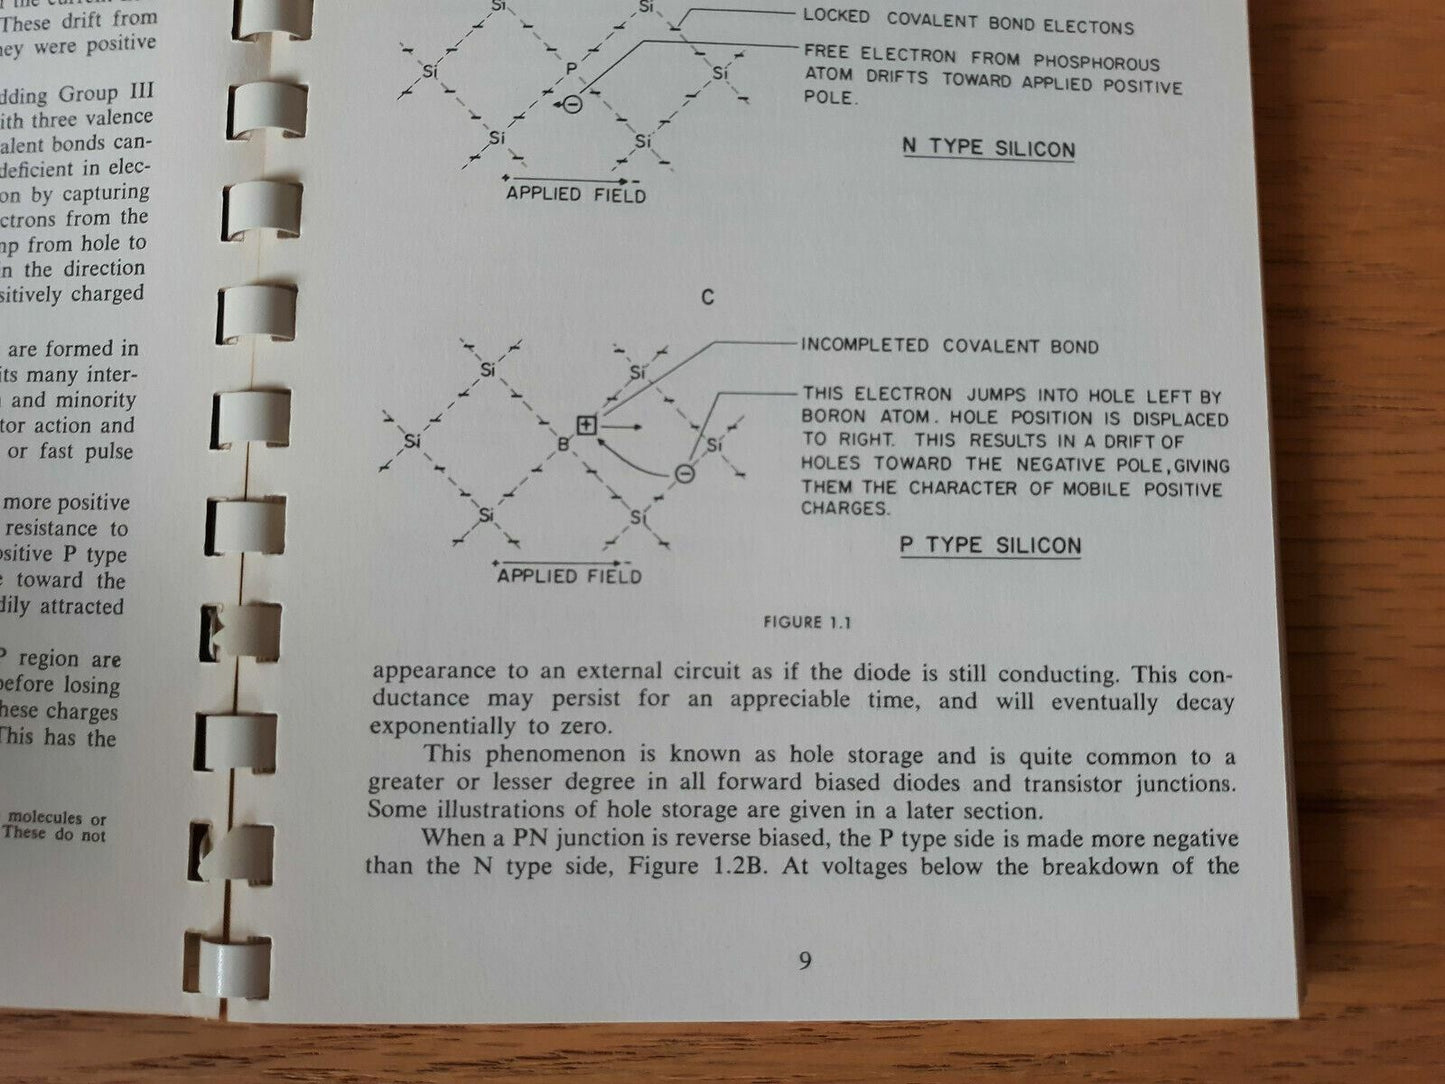 These drift from
they were positive
dding Group III
ith three valence
alent bonds can-
deficient in elec-
on by capturing
ctrons from the
mp from hole to
n the direction
sitively charged
are formed in
its many inter-
and minority
tor action and
or fast pulse
more positive
resistance to
ositive P type
toward the
dily attracted
P region are
before losing
hese charges
This has the
molecules or
These do not
Si Si
LOCKED COVALENT BOND ELECTONS
FREE ELECTRON FROM PHOSPHOROUS
ATOM DRIFTS TOWARD APPLIED POSITIVE
POLE.
Si P Si
−
Si Si
N TYPE SILICON
+ −
APPLIED FIELD
C
INCOMPLETED COVALENT BOND
THIS ELECTRON JUMPS INTO HOLE LEFT BY
BORON ATOM. HOLE POSITION IS DISPLACED
TO RIGHT. THIS RESULTS IN A DRIFT OF
HOLES TOWARD THE NEGATIVE POLE, GIVING
THEM THE CHARACTER OF MOBILE POSITIVE
CHARGES.
Si Si
+
Si B Si
−
Si Si
P TYPE SILICON
+ −
APPLIED FIELD
FIGURE 1.1
appearance to an external circuit as if the diode is still conducting. This con-
ductance may persist for an appreciable time, and will eventually decay
exponentially to zero.
This phenomenon is known as hole storage and is quite common to a
greater or lesser degree in all forward biased diodes and transistor junctions.
Some illustrations of hole storage are given in a later section.
When a PN junction is reverse biased, the P type side is made more negative
than the N type side, Figure 1.2B. At voltages below the breakdown of the
9